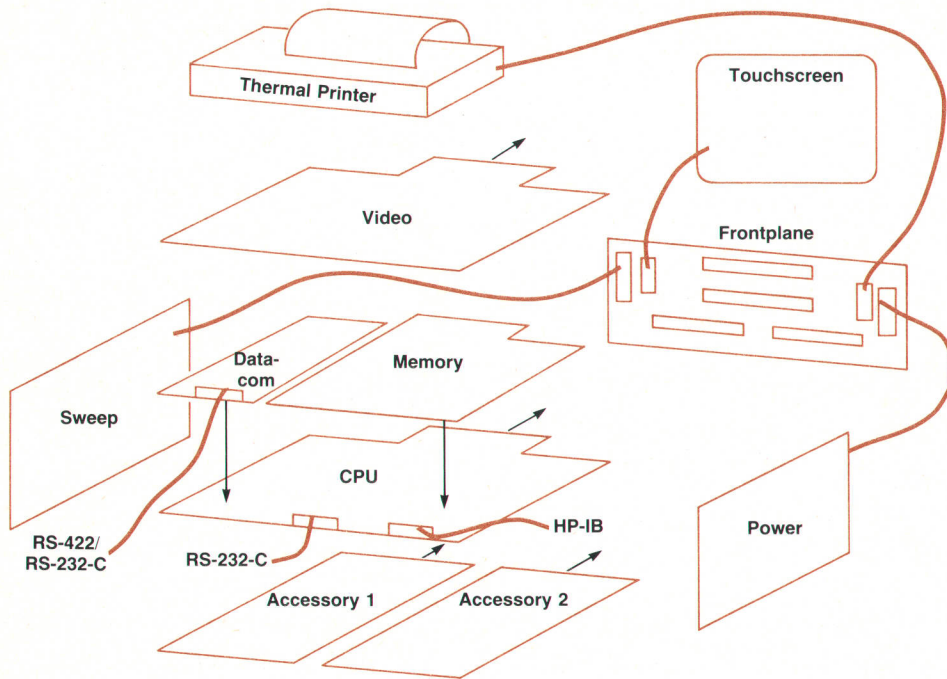 Thermal Printer
Touchscreen
Video
Frontplane
Data-
com
Memory
Sweep
CPU
RS-422/
RS-232-C
RS-232-C
HP-IB
Power
Accessory 1
Accessory 2